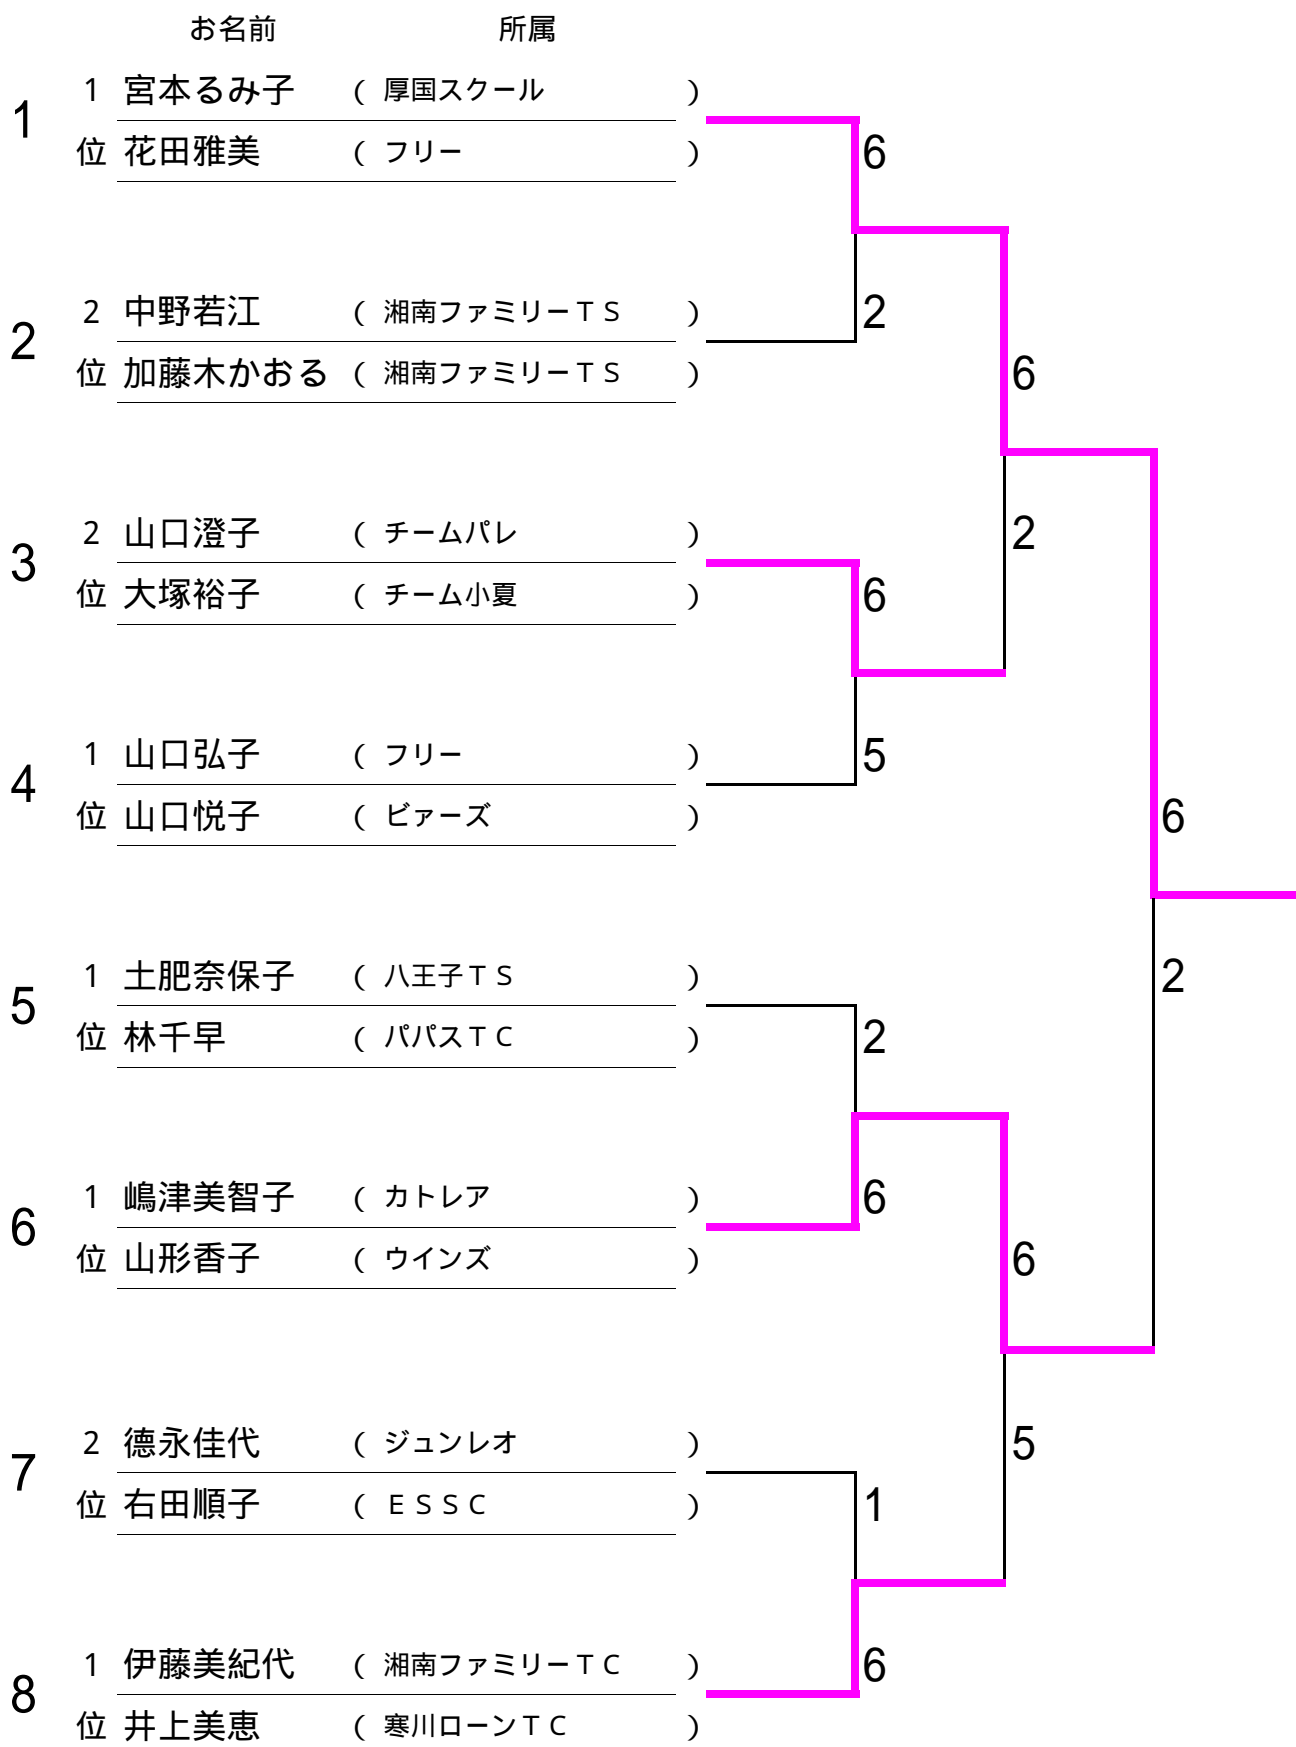 お名前 所属
1 1 宮本るみ子 ( 厚国スクール )
位 花田雅美 ( フリー )
6
2 2 中野若江 ( 湘南ファミリーＴＳ )
2
位 加藤木かおる ( 湘南ファミリーＴＳ )
6
3 2 山口澄子 ( チームパレ )
2
位 大塚裕子 ( チーム小夏 )
6
4 1 山口弘子 ( フリー )
5
位 山口悦子 ( ビァーズ )
6
5 1 土肥奈保子 ( 八王子ＴＳ )
2
位 林千早 ( パパスＴＣ )
2
6 1 嶋津美智子 ( カトレア )
6
位 山形香子 ( ウインズ )
6
7 2 德永佳代 ( ジュンレオ )
5
位 右田順子 ( ＥＳＳＣ )
1
8 1 伊藤美紀代 ( 湘南ファミリーＴＣ )
6
位 井上美恵 ( 寒川ローンＴＣ )